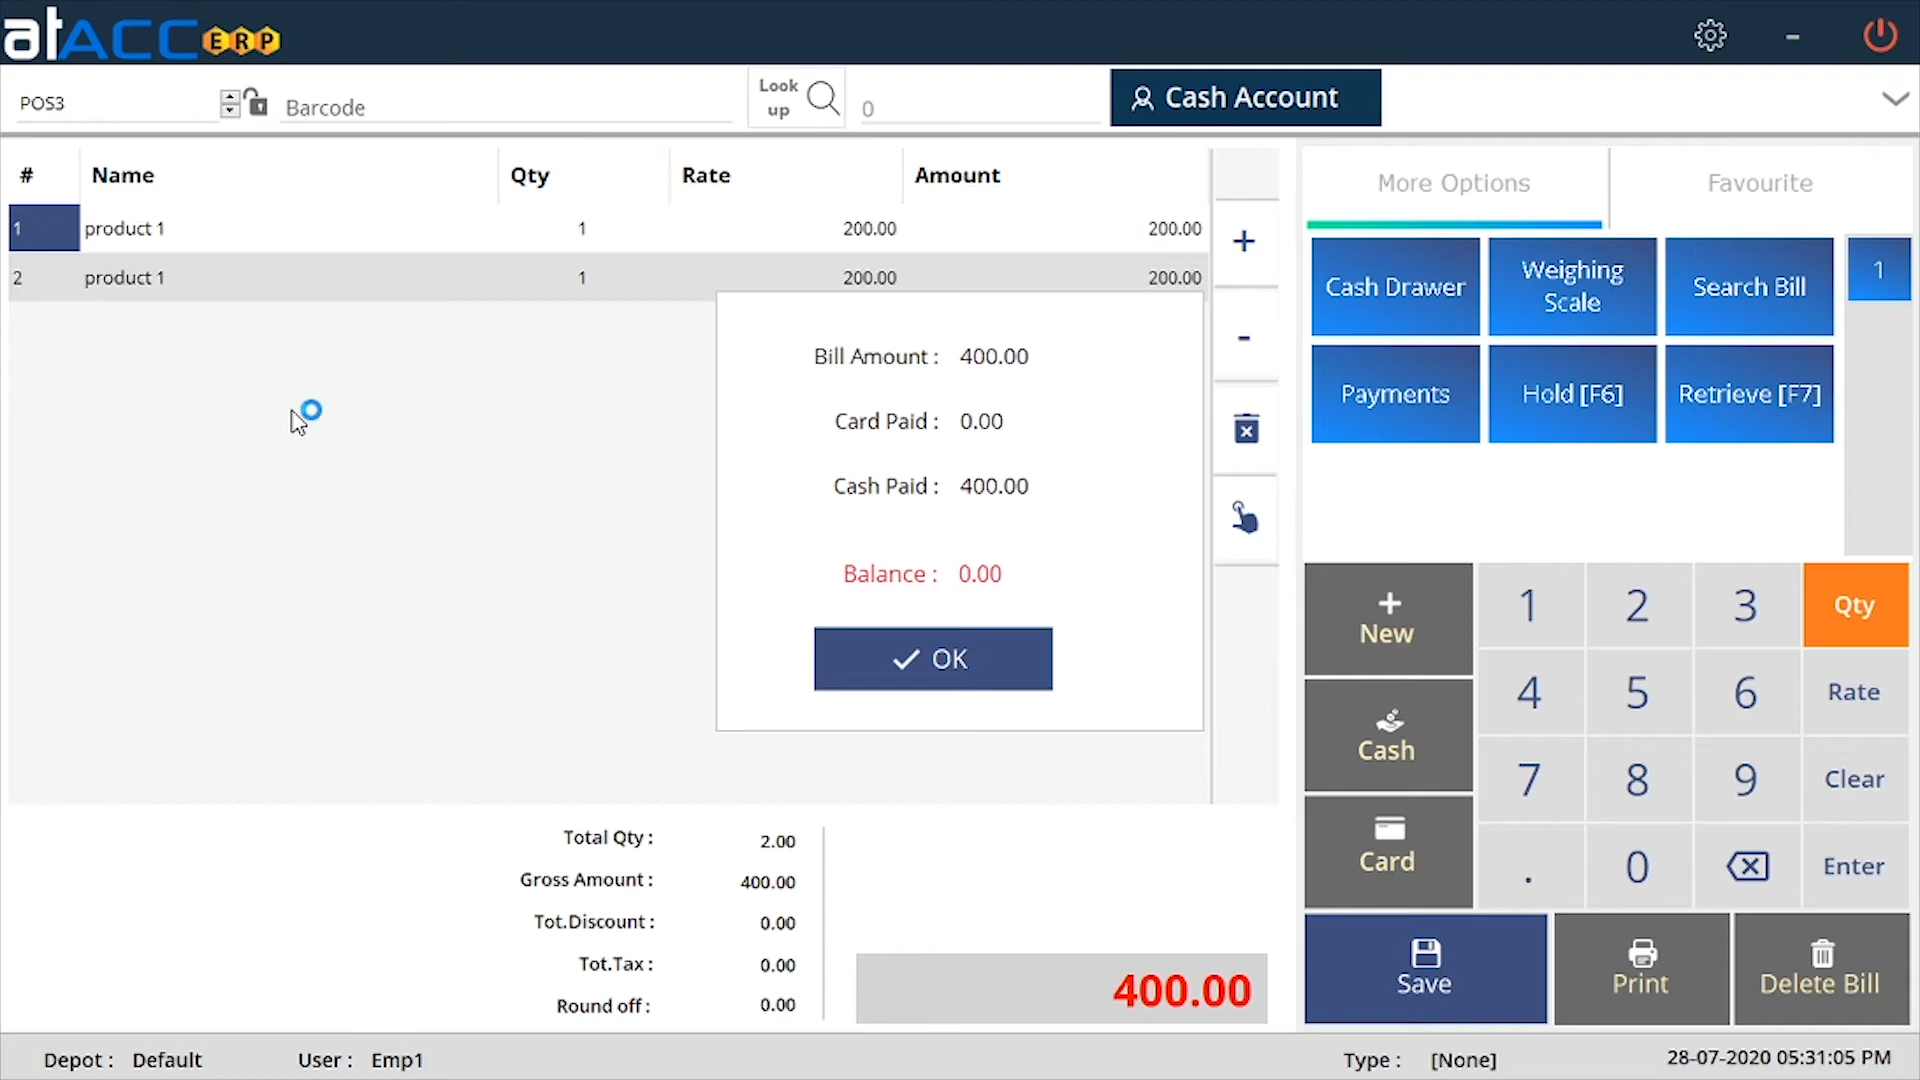 atACC ERP
POS3
Barcode
Look up
0
Cash Account
# Name Qty Rate Amount
1 product 1 1 200.00 200.00
2 product 1 1 200.00 200.00
+
-
Bill Amount : 400.00
Card Paid : 0.00
Cash Paid : 400.00
Balance : 0.00
OK
Total Qty : 2.00
Gross Amount : 400.00
Tot.Discount : 0.00
Tot.Tax : 0.00
Round off : 0.00
400.00
More Options Favourite
Cash Drawer
Weighing Scale
Search Bill
1
Payments
Hold [F6]
Retrieve [F7]
New
Cash
Card
1 2 3 Qty
4 5 6 Rate
7 8 9 Clear
. 0 Enter
Save
Print
Delete Bill
Depot : Default User : Emp1 Type : [None] 28-07-2020 05:31:05 PM